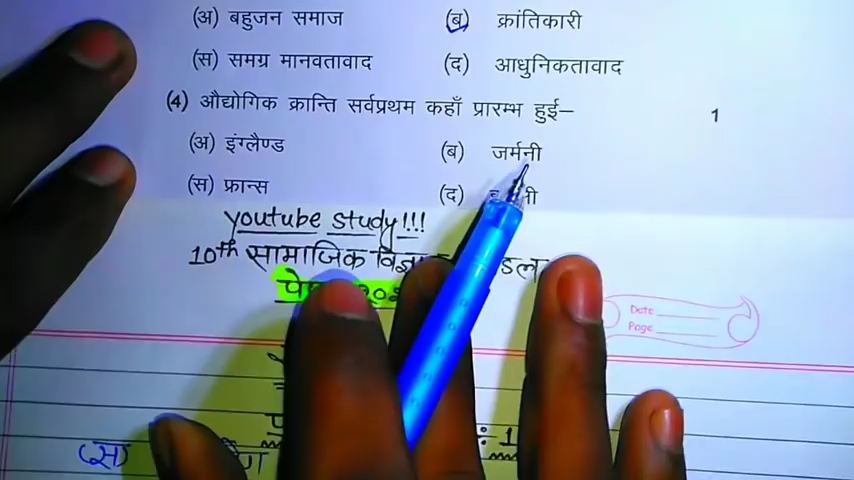 (अ) बहुजन समाज (ब) क्रांतिकारी
(स) समग्र मानवतावाद (द) आधुनिकतावाद
(4) औद्योगिक क्रान्ति सर्वप्रथम कहाँ प्रारम्भ हुई– 1
(अ) इंग्लैण्ड (ब) जर्मनी
(स) फ्रान्स (द)
youtube study!!!
10th सामाजिक
Date
Page
(स)